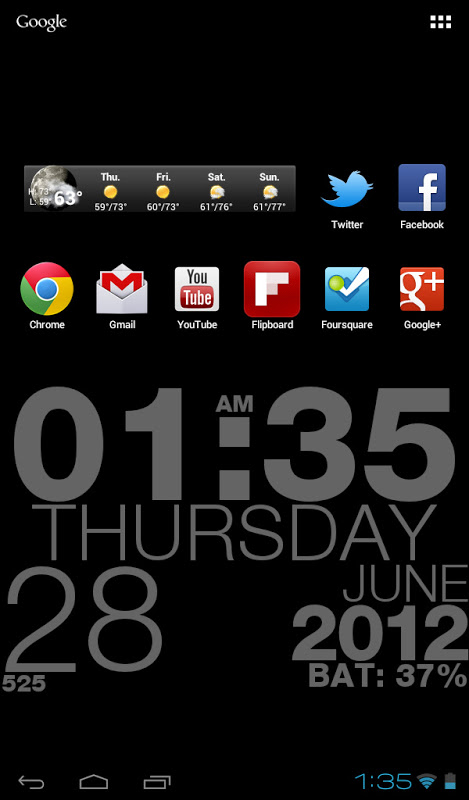 Google
H: 73
L: 59
63°
Thu. Fri. Sat. Sun.
59°/73° 60°/73° 61°/76° 61°/77°
Twitter Facebook
You
Tube
g+
Chrome Gmail YouTube Flipboard Foursquare Google+
01:35
AM
THURSDAY
28
JUNE
2012
BAT: 37%
525
1:35